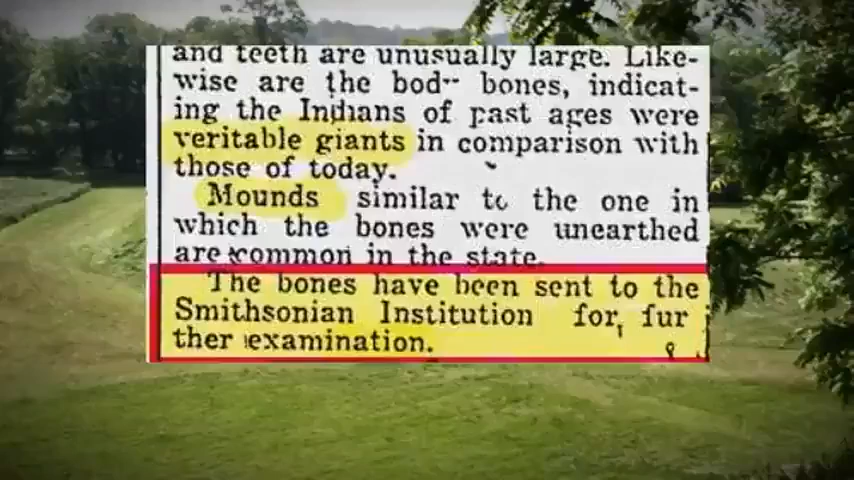 and teeth are unusually large. Like-
wise are the bod-- bones, indicat-
ing the Indians of past ages were
veritable giants in comparison with
those of today.
Mounds similar to the one in
which the bones were unearthed
are common in the state.
The bones have been sent to the
Smithsonian Institution for, fur
ther examination.